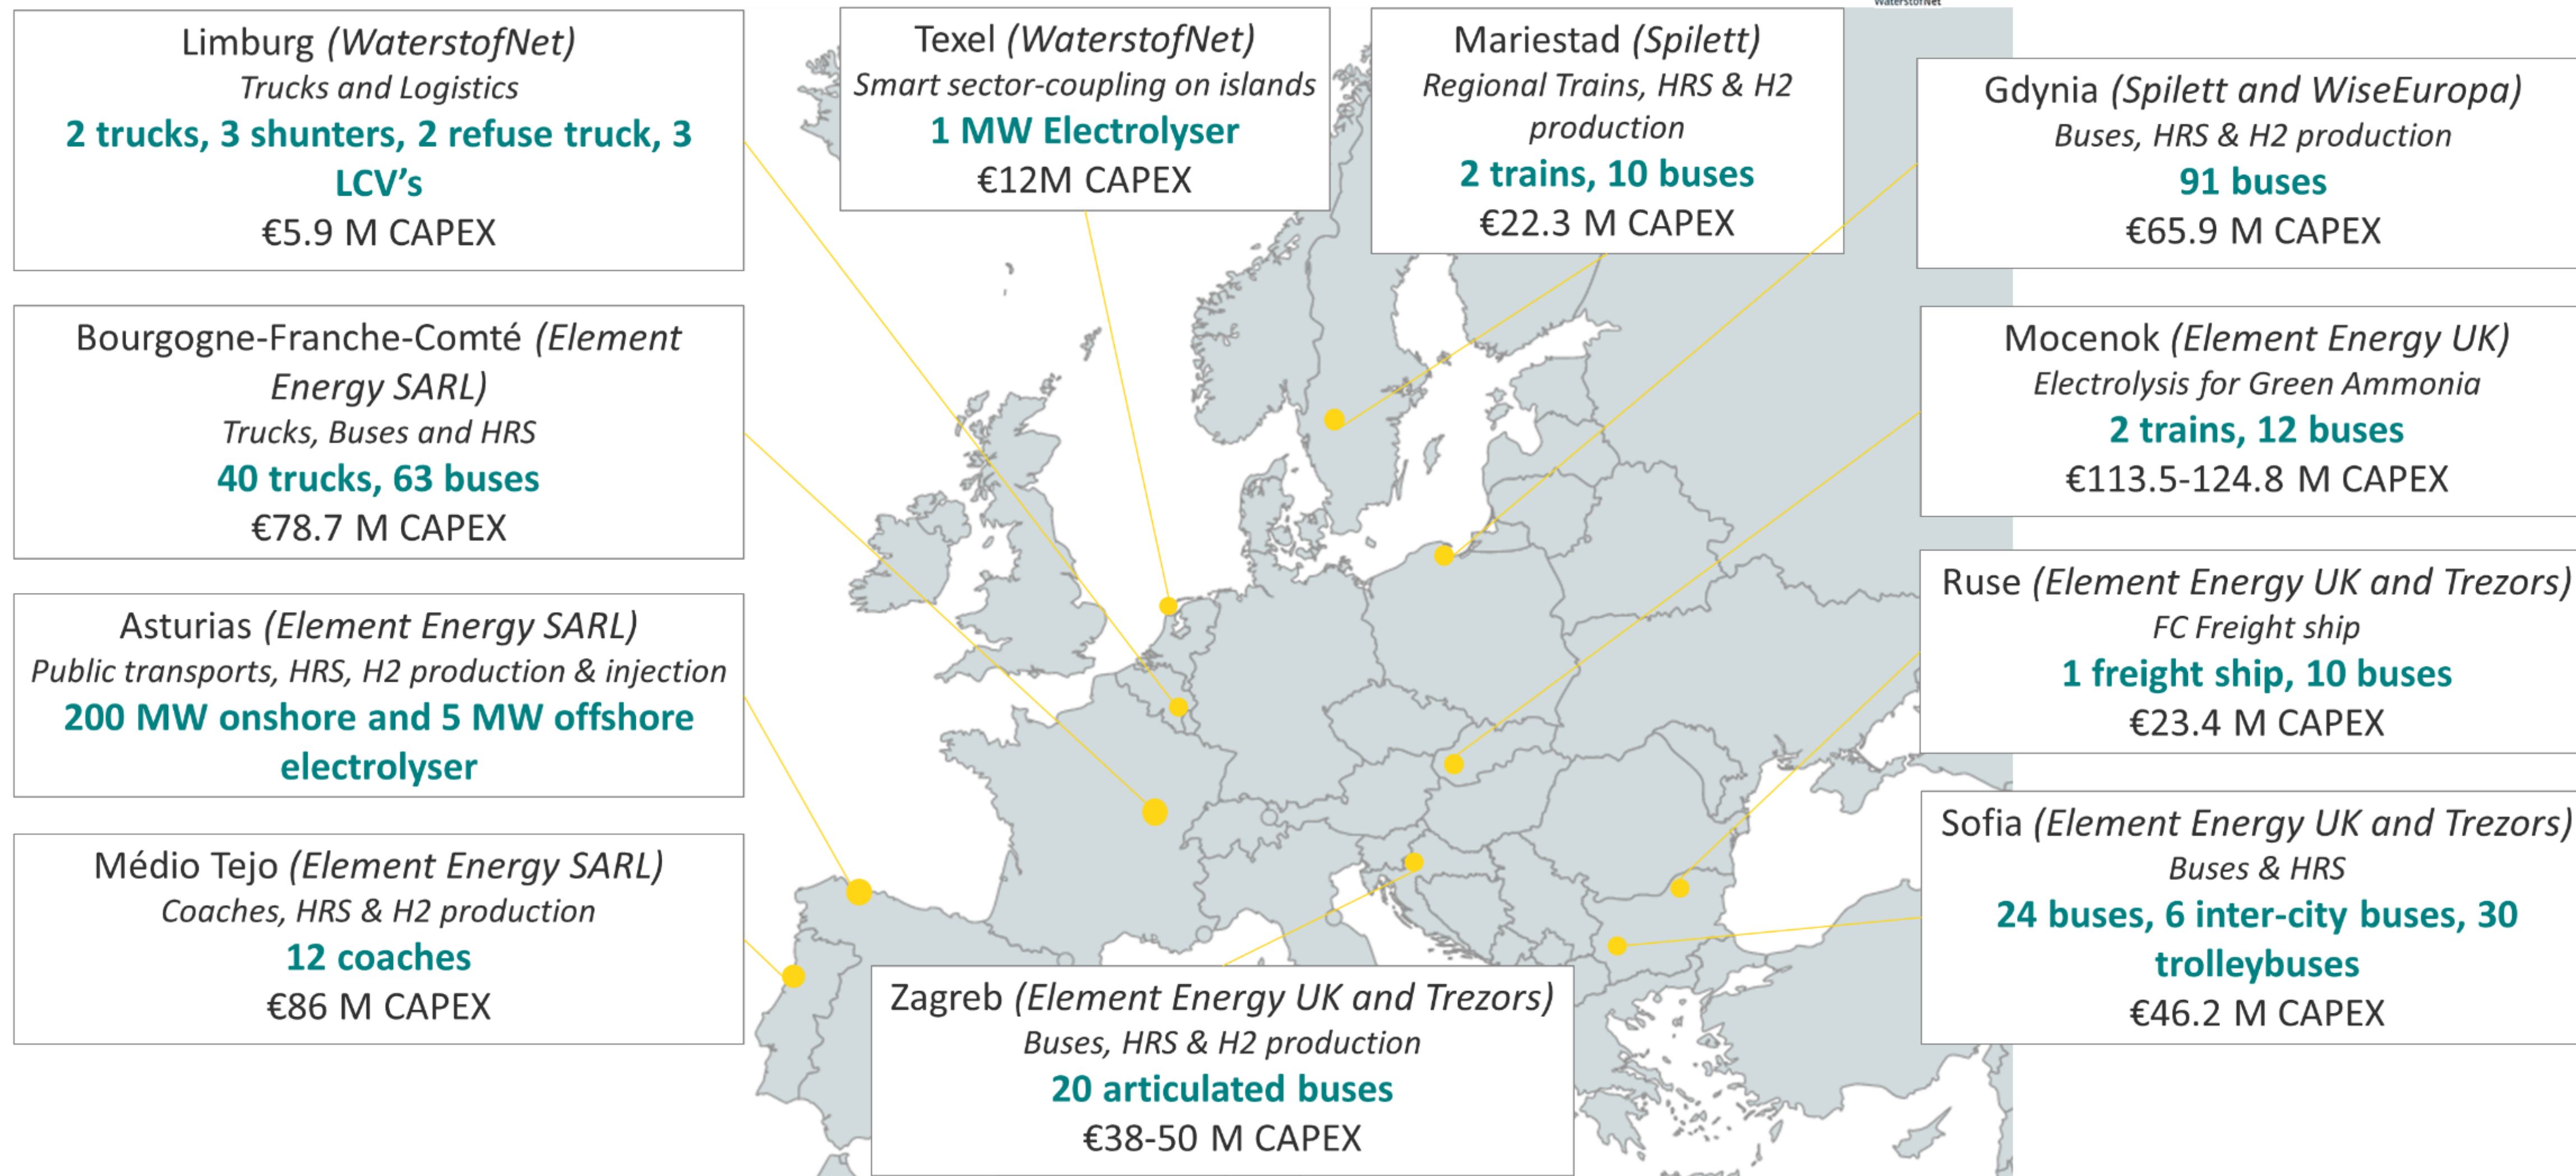 WaterstofNet
Limburg (WaterstofNet)
Trucks and Logistics
2 trucks, 3 shunters, 2 refuse truck, 3
LCV's
€5.9 M CAPEX
Texel (WaterstofNet)
Smart sector-coupling on islands
1 MW Electrolyser
€12M CAPEX
Mariestad (Spilett)
Regional Trains, HRS & H2
production
2 trains, 10 buses
€22.3 M CAPEX
Gdynia (Spilett and WiseEuropa)
Buses, HRS & H2 production
91 buses
€65.9 M CAPEX
Bourgogne-Franche-Comté (Element
Energy SARL)
Trucks, Buses and HRS
40 trucks, 63 buses
€78.7 M CAPEX
Mocenok (Element Energy UK)
Electrolysis for Green Ammonia
2 trains, 12 buses
€113.5-124.8 M CAPEX
Asturias (Element Energy SARL)
Public transports, HRS, H2 production & injection
200 MW onshore and 5 MW offshore
electrolyser
Ruse (Element Energy UK and Trezors)
FC Freight ship
1 freight ship, 10 buses
€23.4 M CAPEX
Médio Tejo (Element Energy SARL)
Coaches, HRS & H2 production
12 coaches
€86 M CAPEX
Zagreb (Element Energy UK and Trezors)
Buses, HRS & H2 production
20 articulated buses
€38-50 M CAPEX
Sofia (Element Energy UK and Trezors)
Buses & HRS
24 buses, 6 inter-city buses, 30
trolleybuses
€46.2 M CAPEX